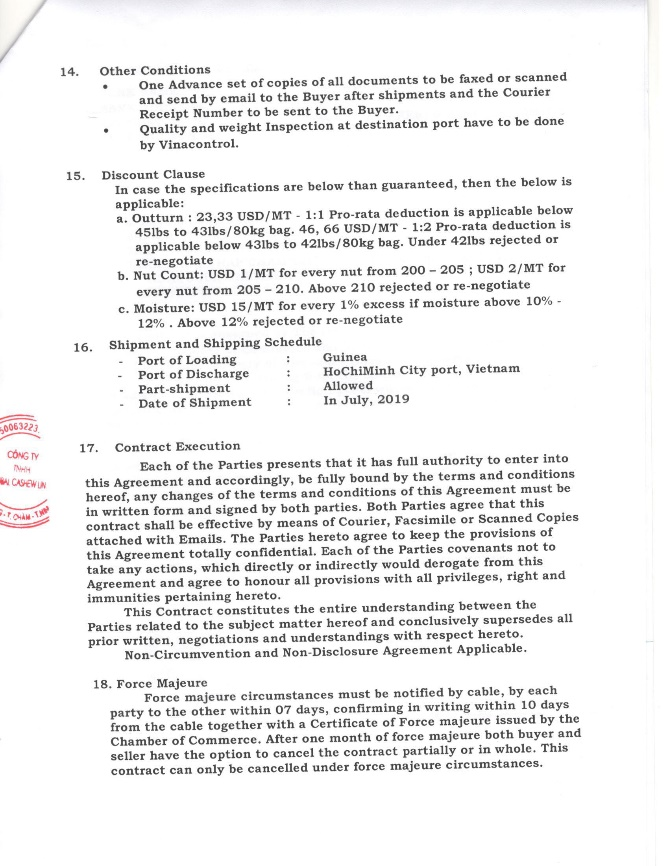 14. Other Conditions
• One Advance set of copies of all documents to be faxed or scanned
and send by email to the Buyer after shipments and the Courier
Receipt Number to be sent to the Buyer.
• Quality and weight Inspection at destination port have to be done
by Vinacontrol.
15. Discount Clause
In case the specifications are below than guaranteed, then the below is
applicable:
a. Outturn : 23,33 USD/MT - 1:1 Pro-rata deduction is applicable below
45lbs to 43lbs/80kg bag. 46, 66 USD/MT - 1:2 Pro-rata deduction is
applicable below 43lbs to 42lbs/80kg bag. Under 42lbs rejected or
re-negotiate
b. Nut Count: USD 1/MT for every nut from 200 – 205 ; USD 2/MT for
every nut from 205 – 210. Above 210 rejected or re-negotiate
c. Moisture: USD 15/MT for every 1% excess if moisture above 10% -
12% . Above 12% rejected or re-negotiate
16. Shipment and Shipping Schedule
- Port of Loading : Guinea
- Port of Discharge : HoChiMinh City port, Vietnam
- Part-shipment : Allowed
- Date of Shipment : In July, 2019
50063223
CÔNG TY
TNHH
CASHEW
17. Contract Execution
Each of the Parties presents that it has full authority to enter into
this Agreement and accordingly, be fully bound by the terms and conditions
hereof, any changes of the terms and conditions of this Agreement must be
in written form and signed by both parties. Both Parties agree that this
contract shall be effective by means of Courier, Facsimile or Scanned Copies
attached with Emails. The Parties hereto agree to keep the provisions of
this Agreement totally confidential. Each of the Parties covenants not to
take any actions, which directly or indirectly would derogate from this
Agreement and agree to honour all provisions with all privileges, right and
immunities pertaining hereto.
This Contract constitutes the entire understanding between the
Parties related to the subject matter hereof and conclusively supersedes all
prior written, negotiations and understandings with respect hereto.
Non-Circumvention and Non-Disclosure Agreement Applicable.
18. Force Majeure
Force majeure circumstances must be notified by cable, by each
party to the other within 07 days, confirming in writing within 10 days
from the cable together with a Certificate of Force majeure issued by the
Chamber of Commerce. After one month of force majeure both buyer and
seller have the option to cancel the contract partially or in whole. This
contract can only be cancelled under force majeure circumstances.